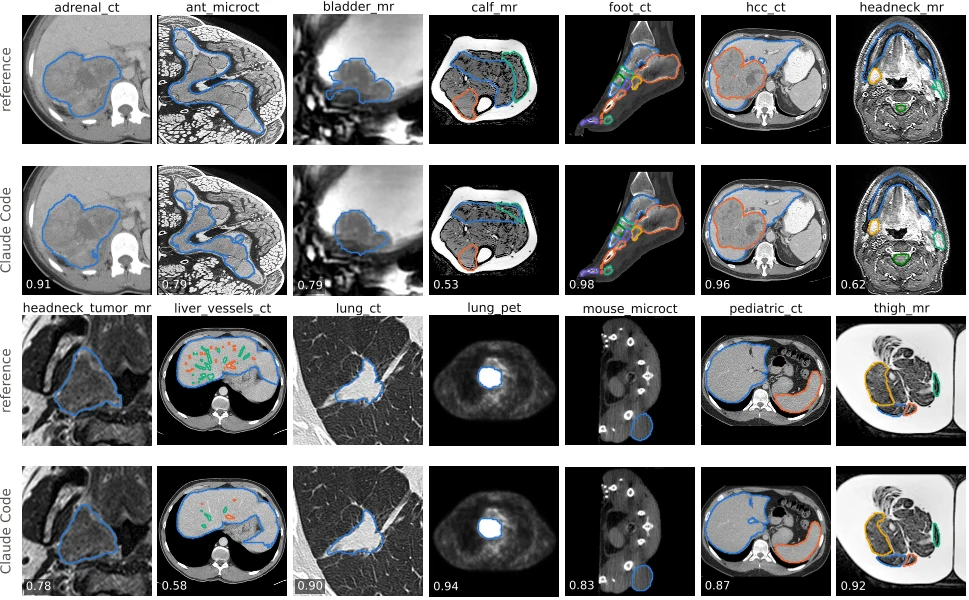 adrenal_ct ant_microct bladder_mr calf_mr foot_ct hcc_ct headneck_mr
reference
Claude Code
0.91 0.79 0.79 0.53 0.98 0.96 0.62
headneck_tumor_mr liver_vessels_ct lung_ct lung_pet mouse_microct pediatric_ct thigh_mr
reference
Claude Code
0.78 0.58 0.90 0.94 0.83 0.87 0.92